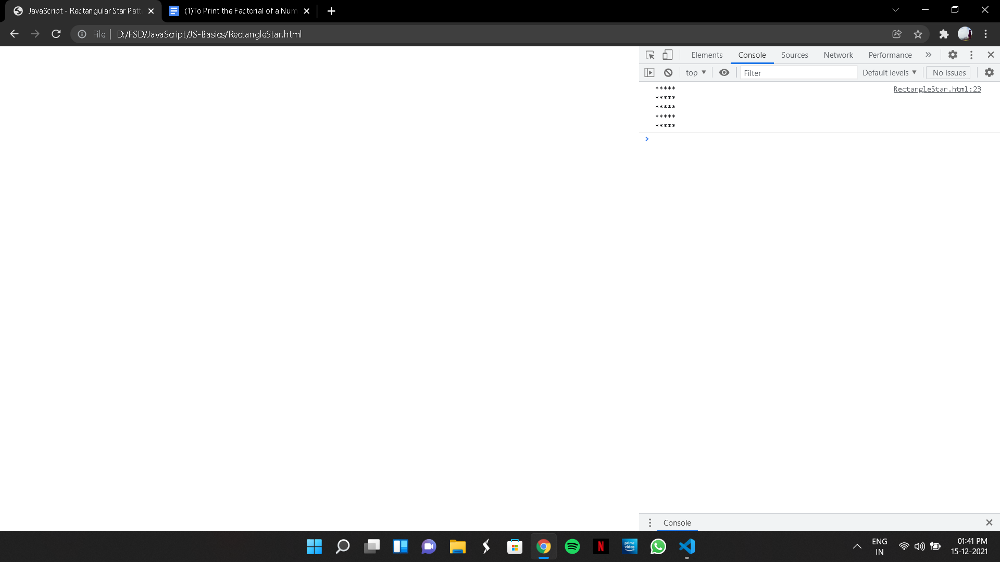 JavaScript - Rectangular Star Patt
(1)To Print the Factorial of a Num
File
D:/FSD/JavaScript/JS-Basics/RectangleStar.html
Elements
Console
Sources
Network
Performance
top
Filter
Default levels
No Issues
*****
RectangleStar.html:23
*****
*****
*****
*****
Console
prime video
N
ENG
IN
01:41 PM
15-12-2021